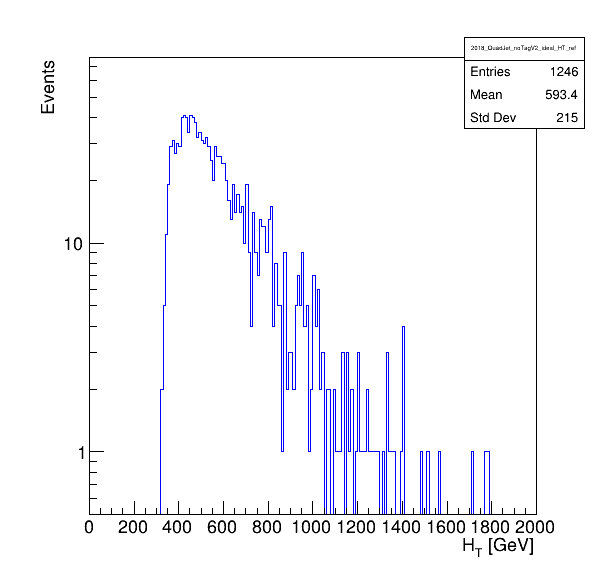 2018_QuadJet_noTagV2_ideal_HT_ref
Entries 1246
Mean 593.4
Std Dev 215
Events
10
1
0 200 400 600 800 1000 1200 1400 1600 1800 2000
H_T [GeV]